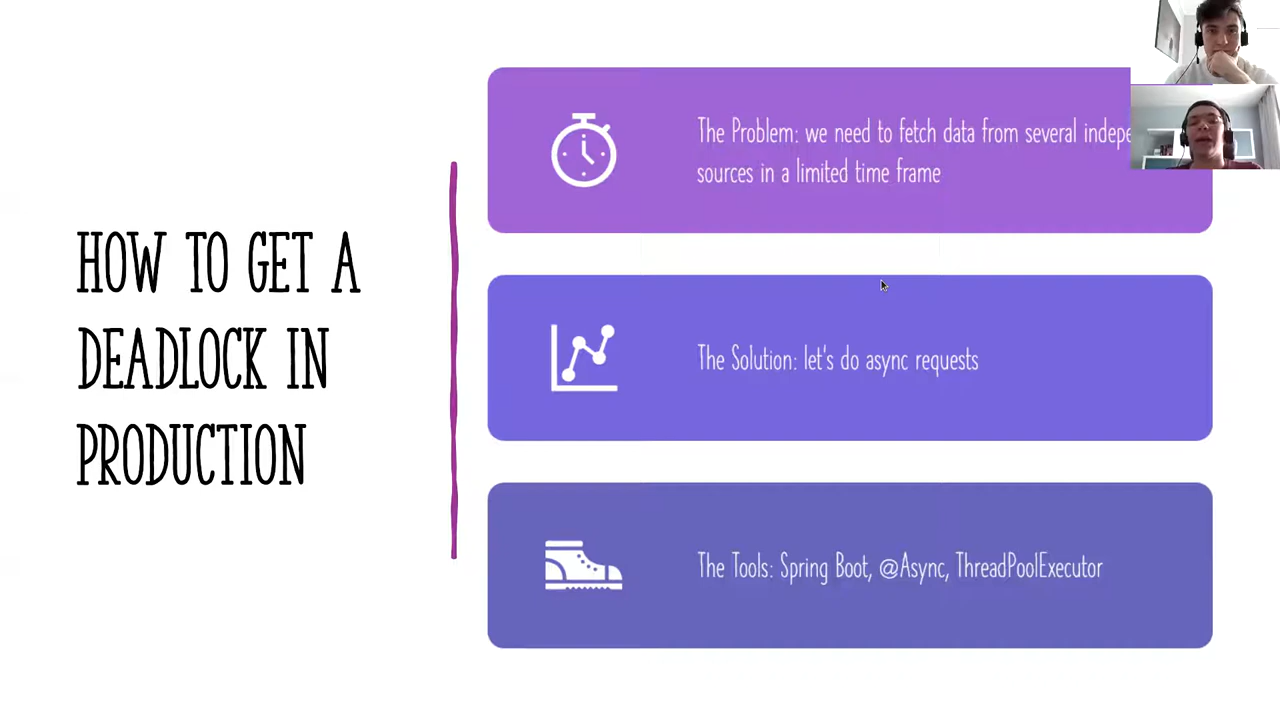 HOW TO GET A
DEADLOCK IN
PRODUCTION
The Problem: we need to fetch data from several
sources in a limited time frame
The Solution: let's do async requests
The Tools: Spring Boot, @Async, ThreadPoolExecutor